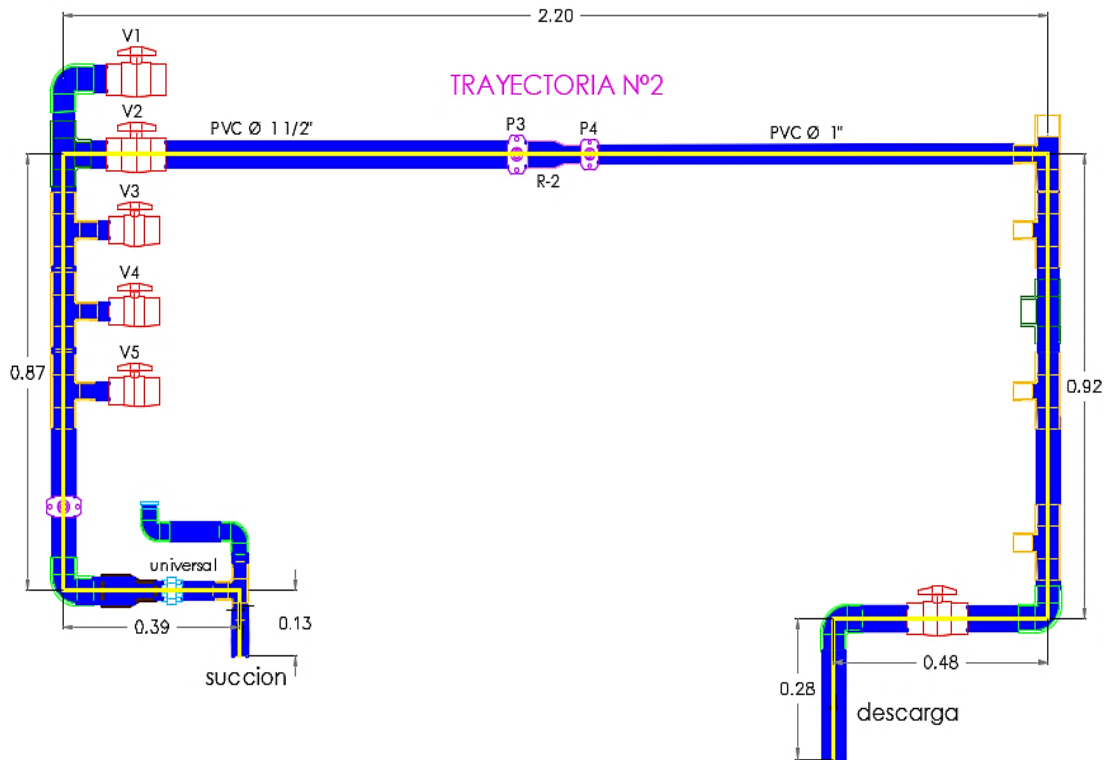 2.20
V1
TRAYECTORIA Nº2
V2
PVC Ø 1 1/2"
P3
P4
PVC Ø 1"
R-2
V3
V4
V5
0.87
0.92
universal
0.39
0.13
succion
0.48
0.28
descarga